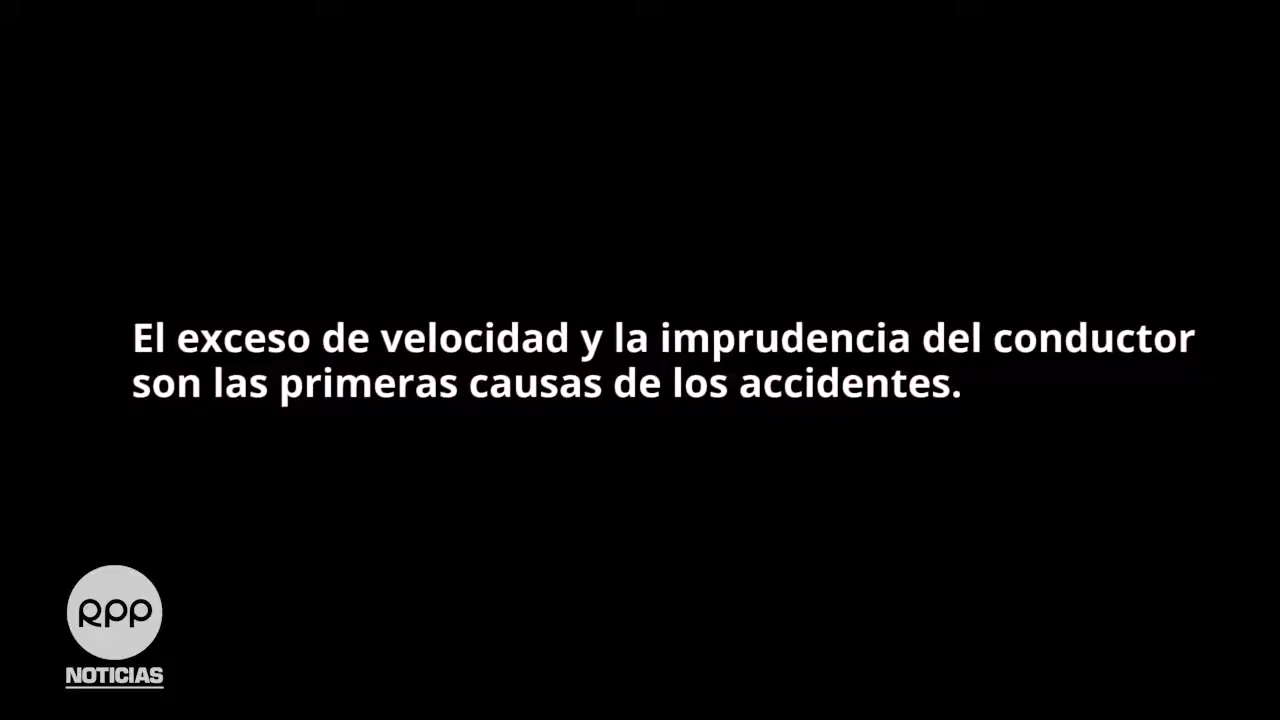 El exceso de velocidad y la imprudencia del conductor
son las primeras causas de los accidentes.
RPP
NOTICIAS